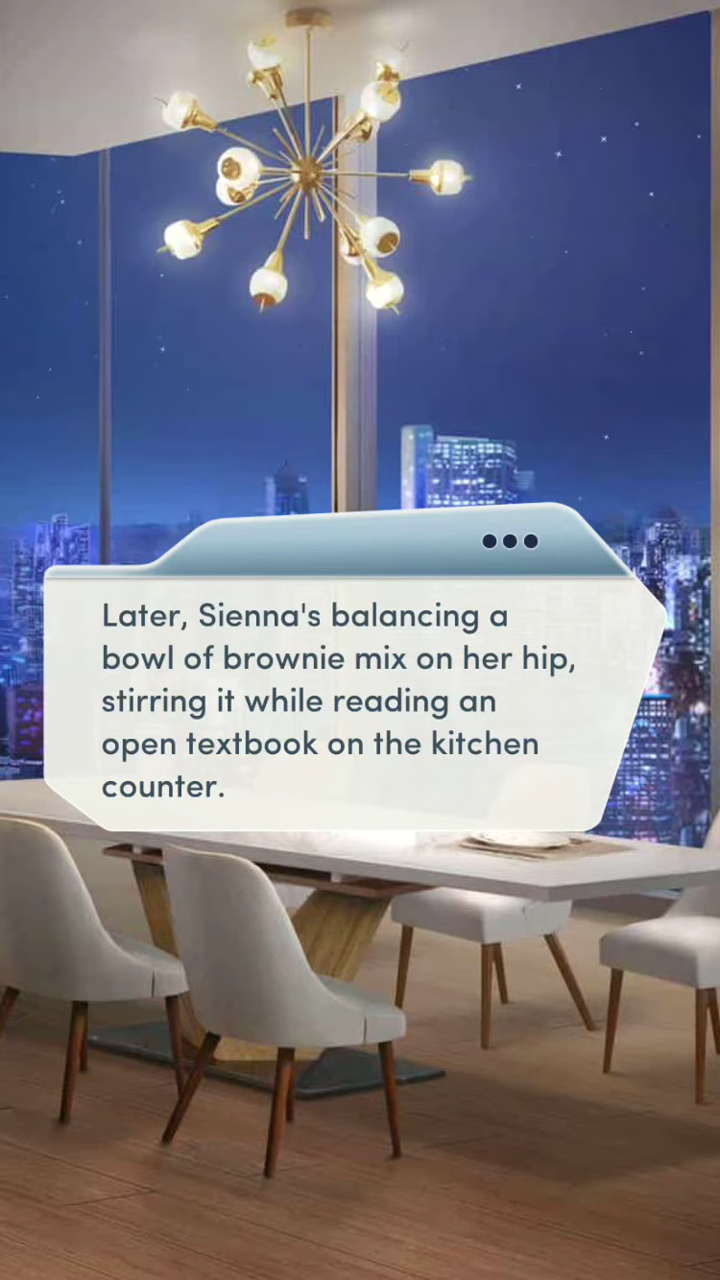 Later, Sienna's balancing a
bowl of brownie mix on her hip,
stirring it while reading an
open textbook on the kitchen
counter.